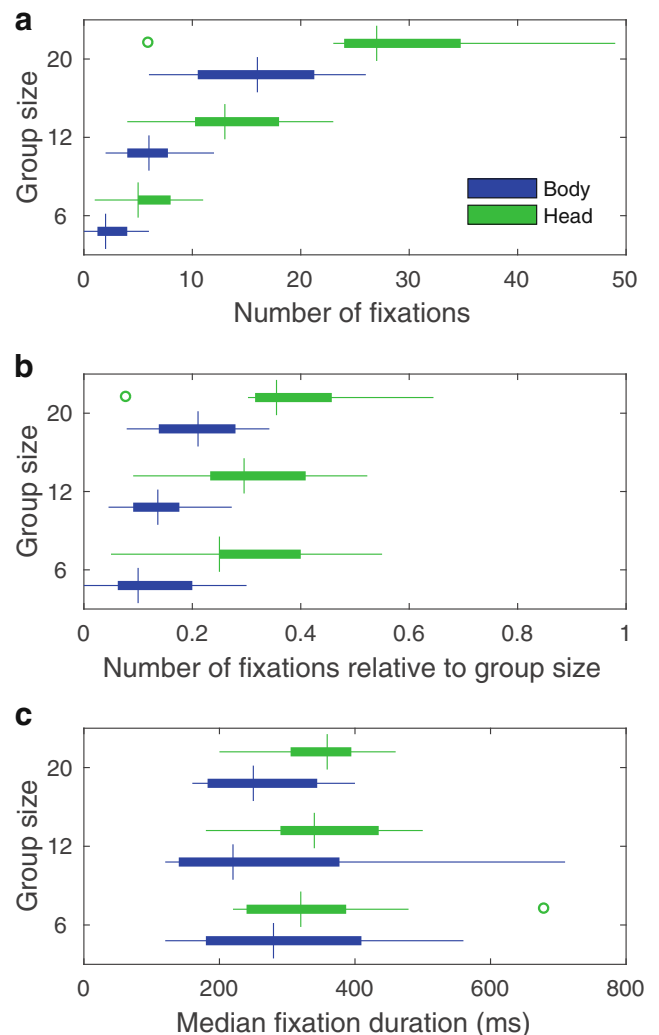 a
Group size
20
12
6
Body
Head
0 10 20 30 40 50
Number of fixations
b
Group size
20
12
6
0 0.2 0.4 0.6 0.8 1
Number of fixations relative to group size
c
Group size
20
12
6
0 200 400 600 800
Median fixation duration (ms)